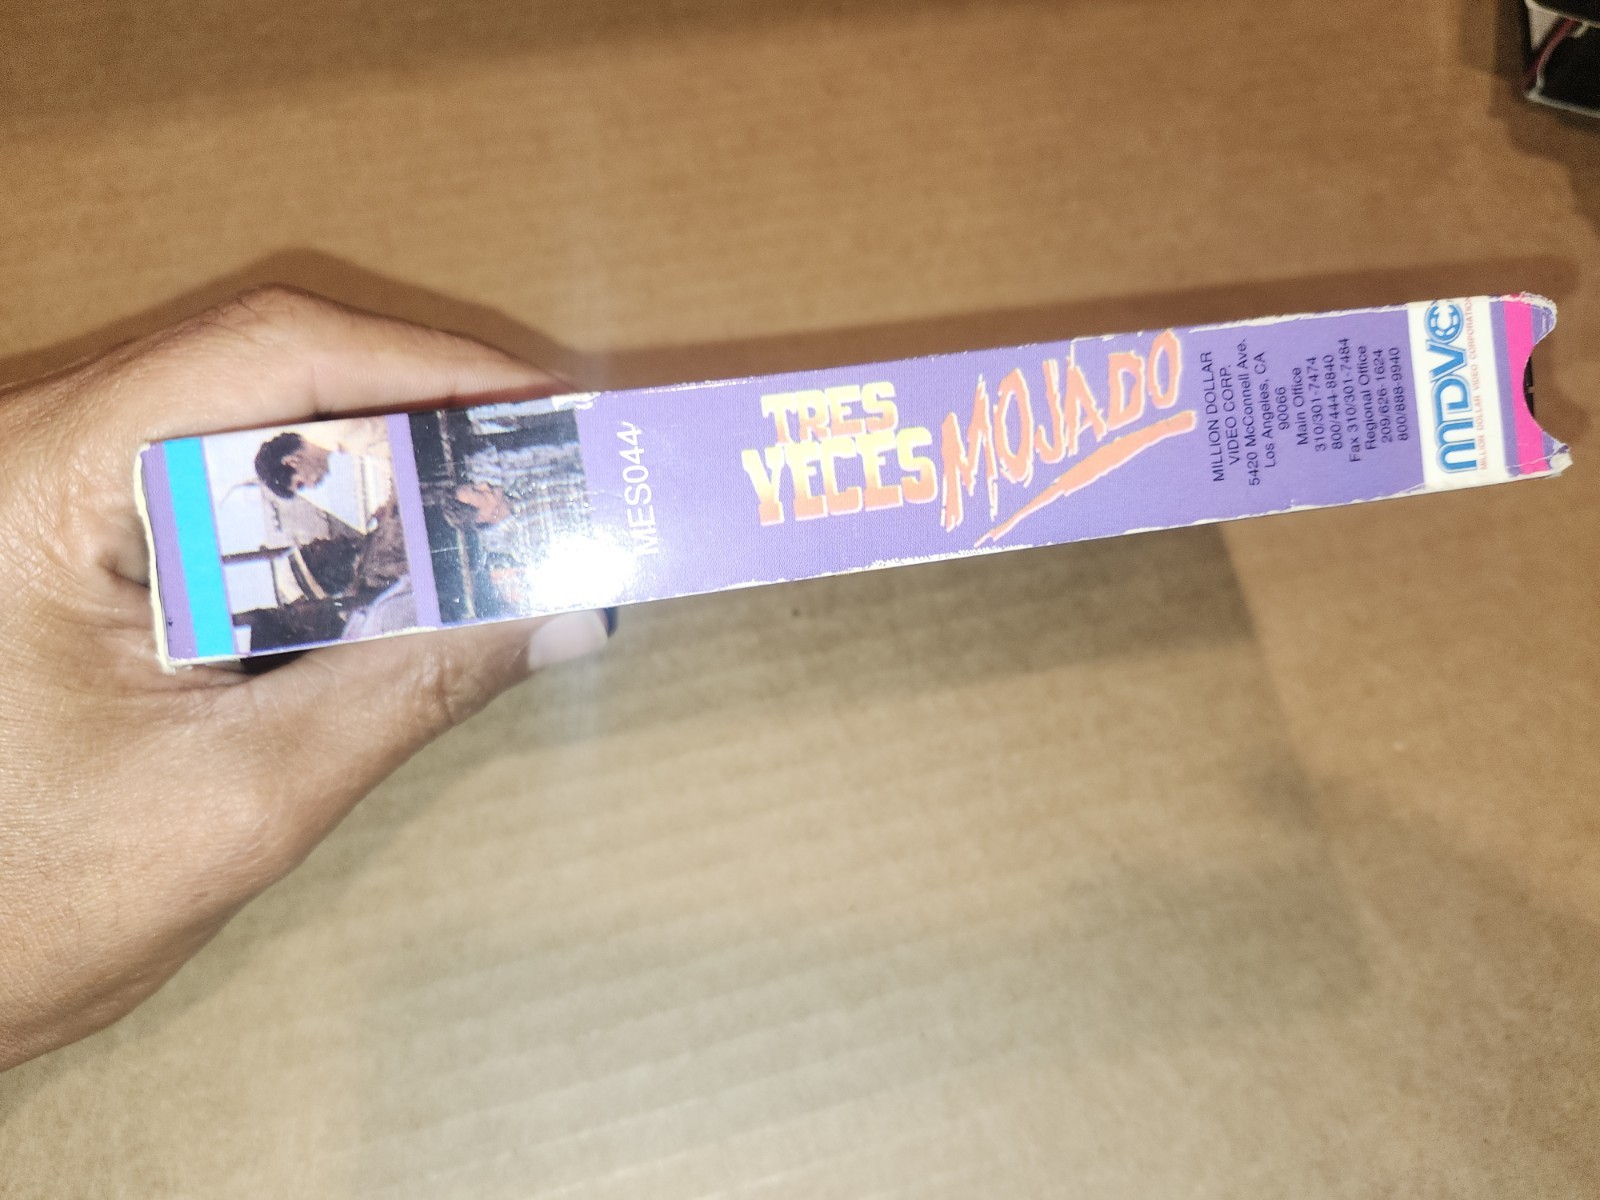 MES044
TRES
VECES
MOJADO
MILLION DOLLAR
VIDEO CORP.
5420 McConnell Ave.
Los Angeles, CA
90066
Main Office
310/301-7474
800/444-8840
Fax 310/301-7484
Regional Office
209/626-1624
800/888-9940
MDVC
MILLION DOLLAR VIDEO CORPORATION